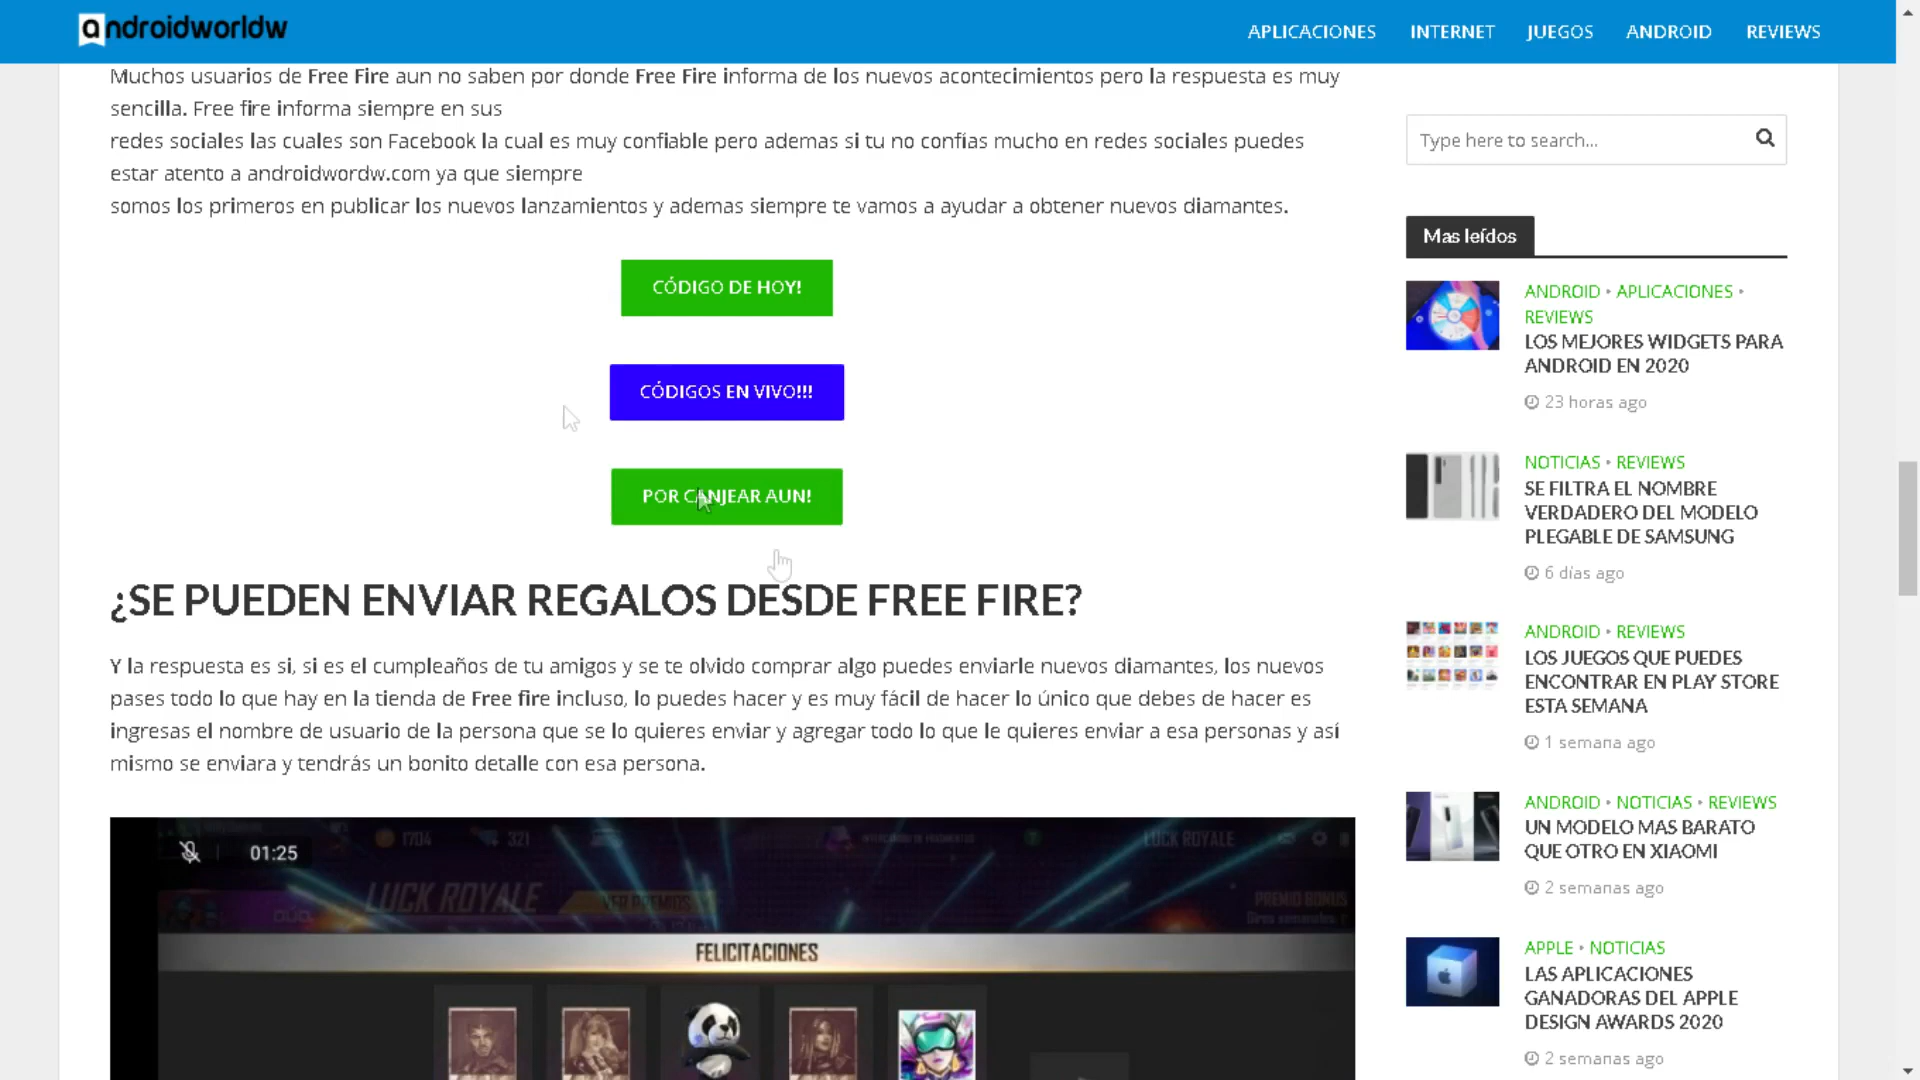 androidworldw
APLICACIONES INTERNET JUEGOS ANDROID REVIEWS
Muchos usuarios de Free Fire aun no saben por donde Free Fire informa de los nuevos acontecimientos pero la respuesta es muy
sencilla. Free fire informa siempre en sus
redes sociales las cuales son Facebook la cual es muy confiable pero ademas si tu no confías mucho en redes sociales puedes
estar atento a androidwordw.com ya que siempre
somos los primeros en publicar los nuevos lanzamientos y ademas siempre te vamos a ayudar a obtener nuevos diamantes.
CÓDIGO DE HOY!
CÓDIGOS EN VIVO!!!
POR CANJEAR AUN!
¿SE PUEDEN ENVIAR REGALOS DESDE FREE FIRE?
Y la respuesta es si, si es el cumpleaños de tu amigos y se te olvido comprar algo puedes enviarle nuevos diamantes, los nuevos
pases todo lo que hay en la tienda de Free fire incluso, lo puedes hacer y es muy fácil de hacer lo único que debes de hacer es
ingresas el nombre de usuario de la persona que se lo quieres enviar y agregar todo lo que le quieres enviar a esa personas y así
mismo se enviara y tendrás un bonito detalle con esa persona.
01:25
1704 321
LUCK ROYALE
LUCK ROYALE
VER PREMIOS
PREMIO BONUS
FELICITACIONES
Type here to search...
Mas leídos
ANDROID • APLICACIONES •
REVIEWS
LOS MEJORES WIDGETS PARA
ANDROID EN 2020
23 horas ago
NOTICIAS • REVIEWS
SE FILTRA EL NOMBRE
VERDADERO DEL MODELO
PLEGABLE DE SAMSUNG
6 días ago
ANDROID • REVIEWS
LOS JUEGOS QUE PUEDES
ENCONTRAR EN PLAY STORE
ESTA SEMANA
1 semana ago
ANDROID • NOTICIAS • REVIEWS
UN MODELO MAS BARATO
QUE OTRO EN XIAOMI
2 semanas ago
APPLE • NOTICIAS
LAS APLICACIONES
GANADORAS DEL APPLE
DESIGN AWARDS 2020
2 semanas ago